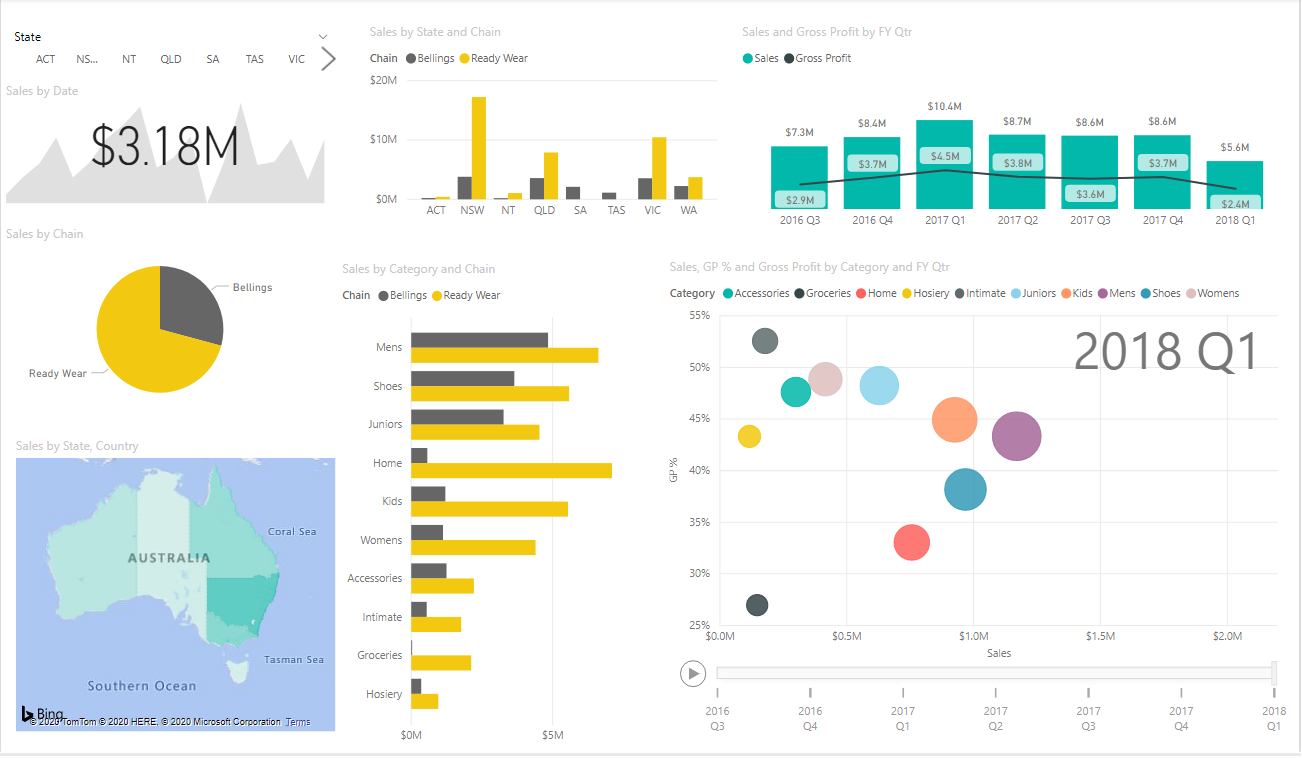 State
ACT NS... NT QLD SA TAS VIC
Sales by Date
$3.18M
Sales by Chain
Bellings
Ready Wear
Sales by State, Country
AUSTRALIA
Coral Sea
Tasman Sea
Southern Ocean
Bing
© 2020 TomTom © 2020 HERE, © 2020 Microsoft Corporation Terms
Sales by State and Chain
Chain Bellings Ready Wear
$20M
$10M
$0M
ACT NSW NT QLD SA TAS VIC WA
Sales and Gross Profit by FY Qtr
Sales Gross Profit
$7.3M $8.4M $10.4M $8.7M $8.6M $8.6M $5.6M
$2.9M $3.7M $4.5M $3.8M $3.6M $3.7M $2.4M
2016 Q3 2016 Q4 2017 Q1 2017 Q2 2017 Q3 2017 Q4 2018 Q1
Sales by Category and Chain
Chain Bellings Ready Wear
Mens
Shoes
Juniors
Home
Kids
Womens
Accessories
Intimate
Groceries
Hosiery
$0M $5M
Sales, GP % and Gross Profit by Category and FY Qtr
Category Accessories Groceries Home Hosiery Intimate Juniors Kids Mens Shoes Womens
2018 Q1
55%
50%
45%
40%
35%
30%
25%
GP %
$0.0M $0.5M $1.0M $1.5M $2.0M
Sales
2016 2016 2017 2017 2017 2017 2018
Q3 Q4 Q1 Q2 Q3 Q4 Q1